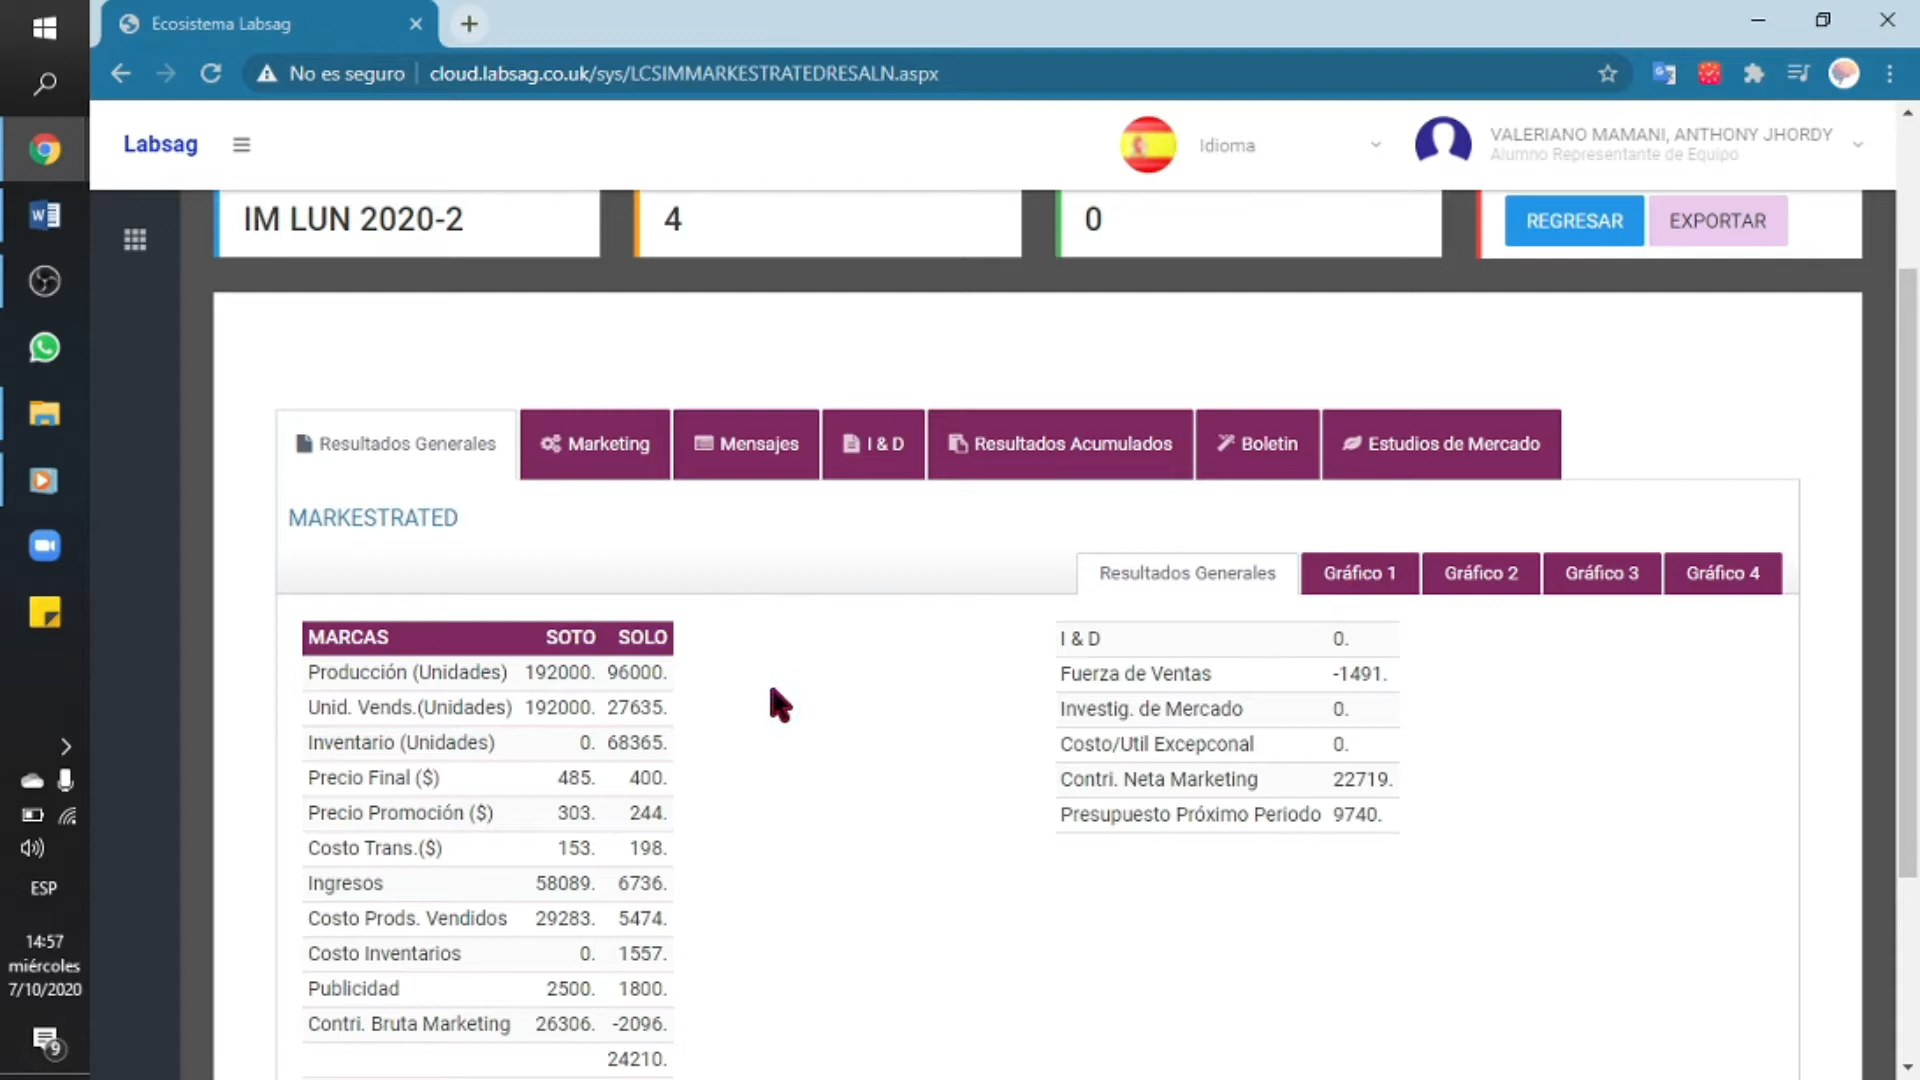 Ecosistema Labsag
No es seguro
cloud.labsag.co.uk/sys/LCSIMMARKESTRATEDRESALN.aspx
Labsag
Idioma
VALERIANO MAMANI, ANTHONY JHORDY
Alumno Representante de Equipo
IM LUN 2020-2
4
0
REGRESAR
EXPORTAR
Resultados Generales
Marketing
Mensajes
I & D
Resultados Acumulados
Boletin
Estudios de Mercado
MARKESTRATED
Resultados Generales
Gráfico 1
Gráfico 2
Gráfico 3
Gráfico 4
MARCAS SOTO SOLO
Producción (Unidades) 192000. 96000.
Unid. Vends.(Unidades) 192000. 27635.
Inventario (Unidades) 0. 68365.
Precio Final ($) 485. 400.
Precio Promoción ($) 303. 244.
Costo Trans.($) 153. 198.
Ingresos 58089. 6736.
Costo Prods. Vendidos 29283. 5474.
Costo Inventarios 0. 1557.
Publicidad 2500. 1800.
Contri. Bruta Marketing 26306. -2096.
24210.
I & D 0.
Fuerza de Ventas -1491.
Investig. de Mercado 0.
Costo/Util Excepconal 0.
Contri. Neta Marketing 22719.
Presupuesto Próximo Periodo 9740.
ESP
14:57
miércoles
7/10/2020
9